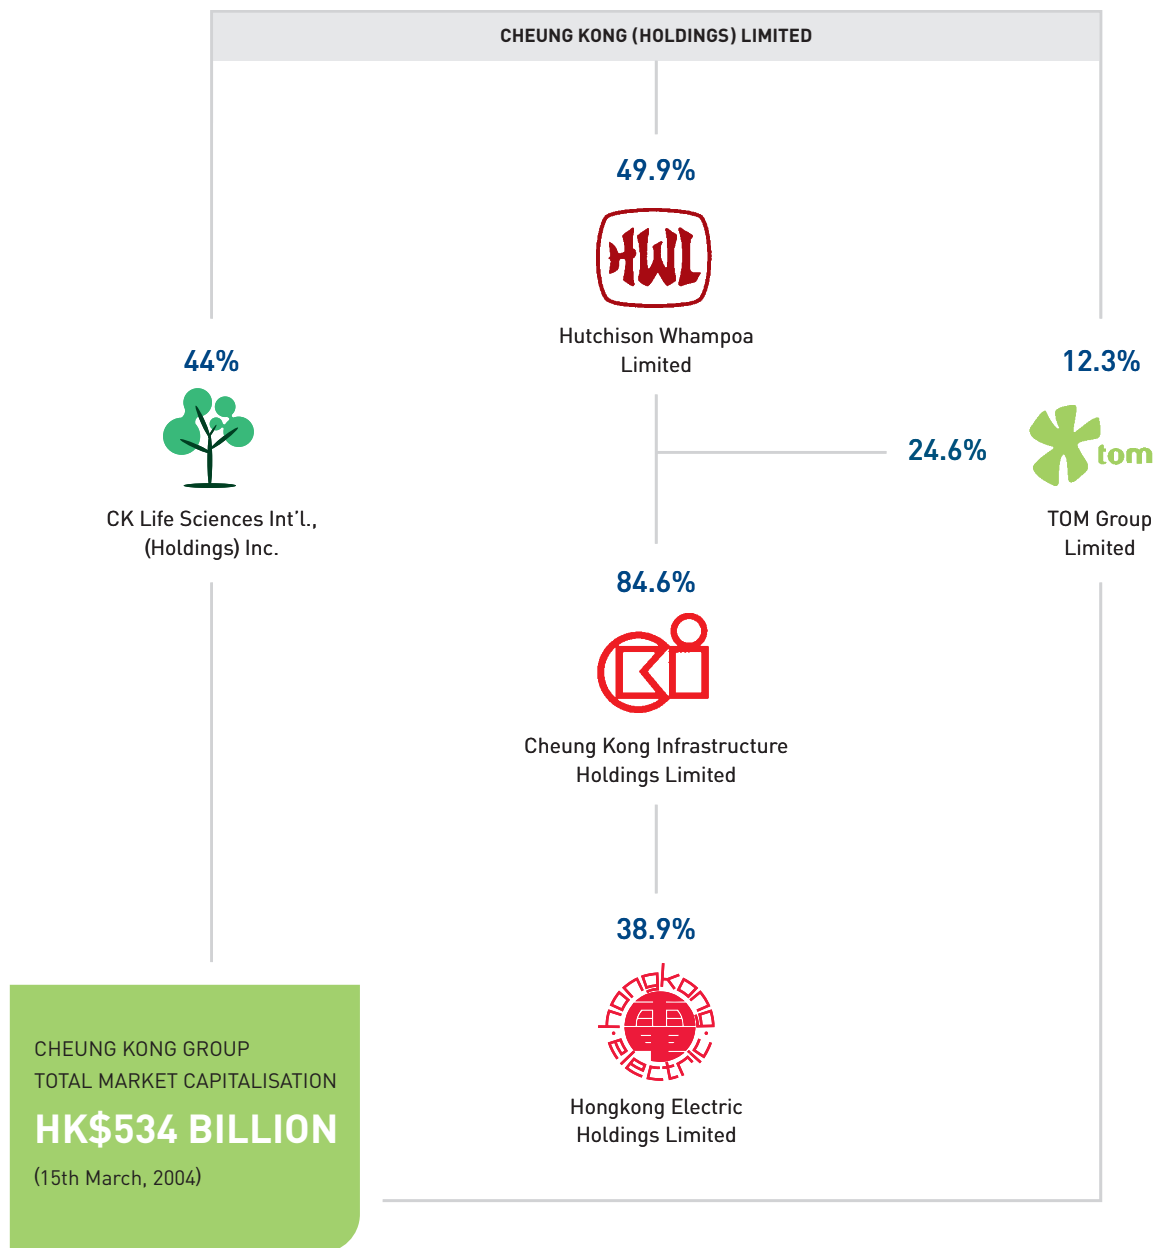 CHEUNG KONG (HOLDINGS) LIMITED
49.9%
HWL
Hutchison Whampoa
Limited
44%
CK Life Sciences Int'l.,
(Holdings) Inc.
12.3%
24.6%
tom
TOM Group
Limited
84.6%
CKi
Cheung Kong Infrastructure
Holdings Limited
38.9%
hongkong
electric
Hongkong Electric
Holdings Limited
CHEUNG KONG GROUP
TOTAL MARKET CAPITALISATION
HK$534 BILLION
(15th March, 2004)